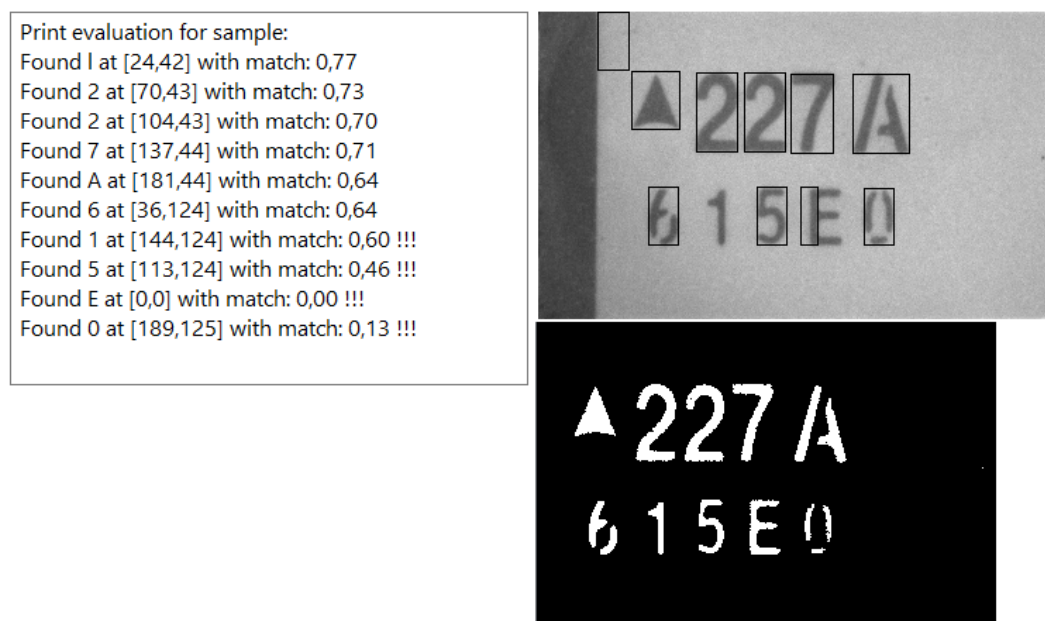 Print evaluation for sample:
Found l at [24,42] with match: 0,77
Found 2 at [70,43] with match: 0,73
Found 2 at [104,43] with match: 0,70
Found 7 at [137,44] with match: 0,71
Found A at [181,44] with match: 0,64
Found 6 at [36,124] with match: 0,64
Found 1 at [144,124] with match: 0,60 !!!
Found 5 at [113,124] with match: 0,46 !!!
Found E at [0,0] with match: 0,00 !!!
Found 0 at [189,125] with match: 0,13 !!!
227A
615E0
227A
615E0